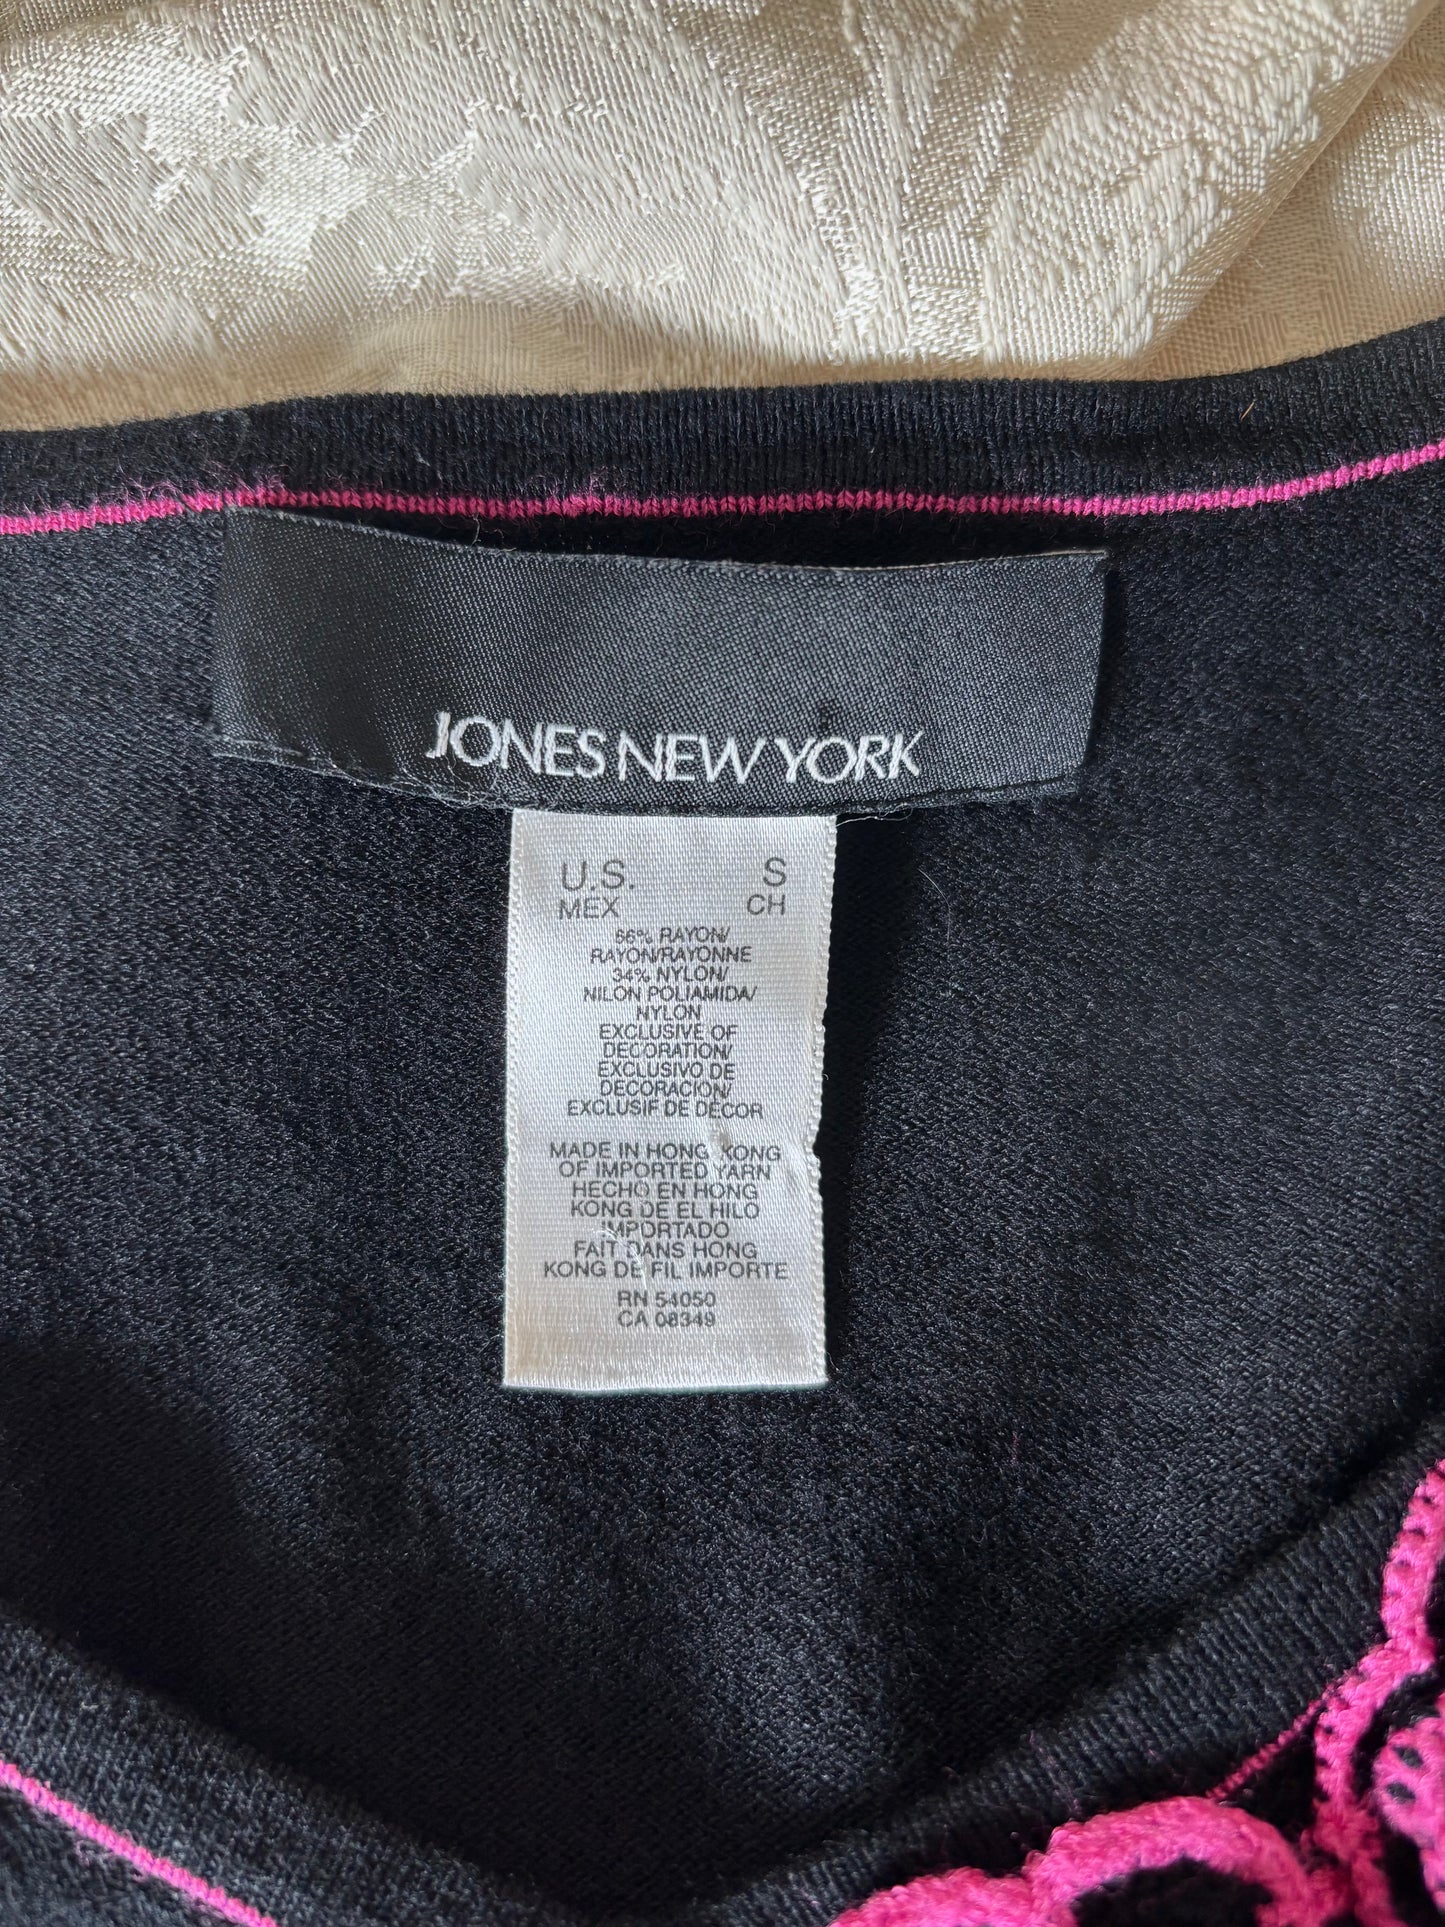 JONES NEW YORK
U.S. S
MEX CH
66% RAYON/
RAYON/RAYONNE
34% NYLON/
NILON POLIAMIDA/
NYLON
EXCLUSIVE OF
DECORATION/
EXCLUSIVO DE
DECORACION/
EXCLUSIF DE DECOR
MADE IN HONG KONG
OF IMPORTED YARN
HECHO EN HONG
KONG DE EL HILO
IMPORTADO
FAIT DANS HONG
KONG DE FIL IMPORTE
RN 54050
CA 08349